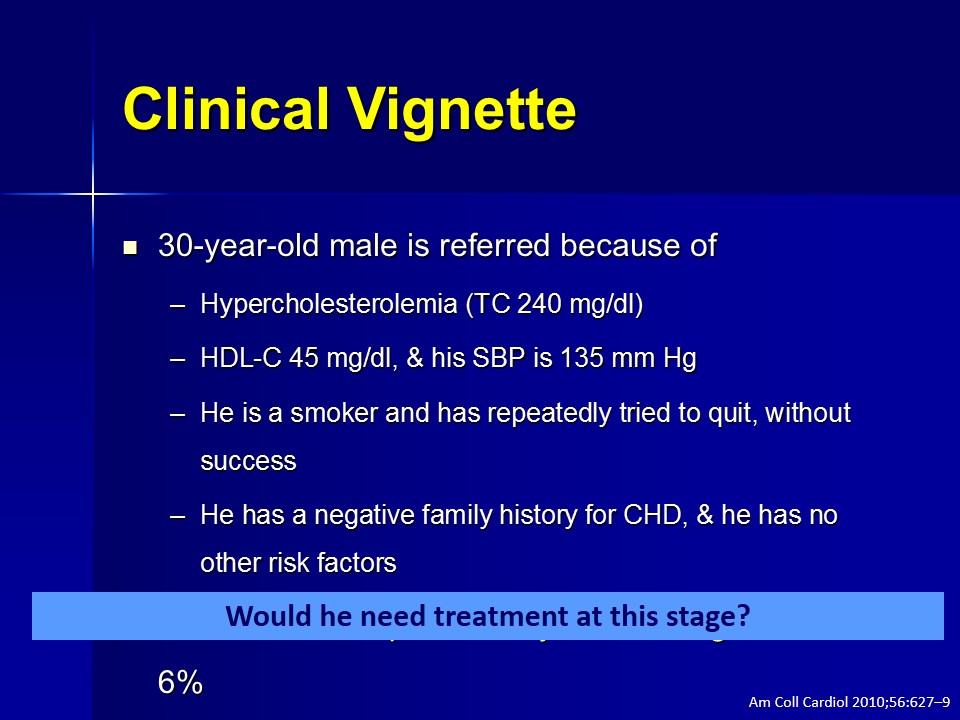 Clinical Vignette
30-year-old male is referred because of
– Hypercholesterolemia (TC 240 mg/dl)
– HDL-C 45 mg/dl, & his SBP is 135 mm Hg
– He is a smoker and has repeatedly tried to quit, without
success
– He has a negative family history for CHD, & he has no
other risk factors
Would he need treatment at this stage?
6%
Am Coll Cardiol 2010;56:627–9